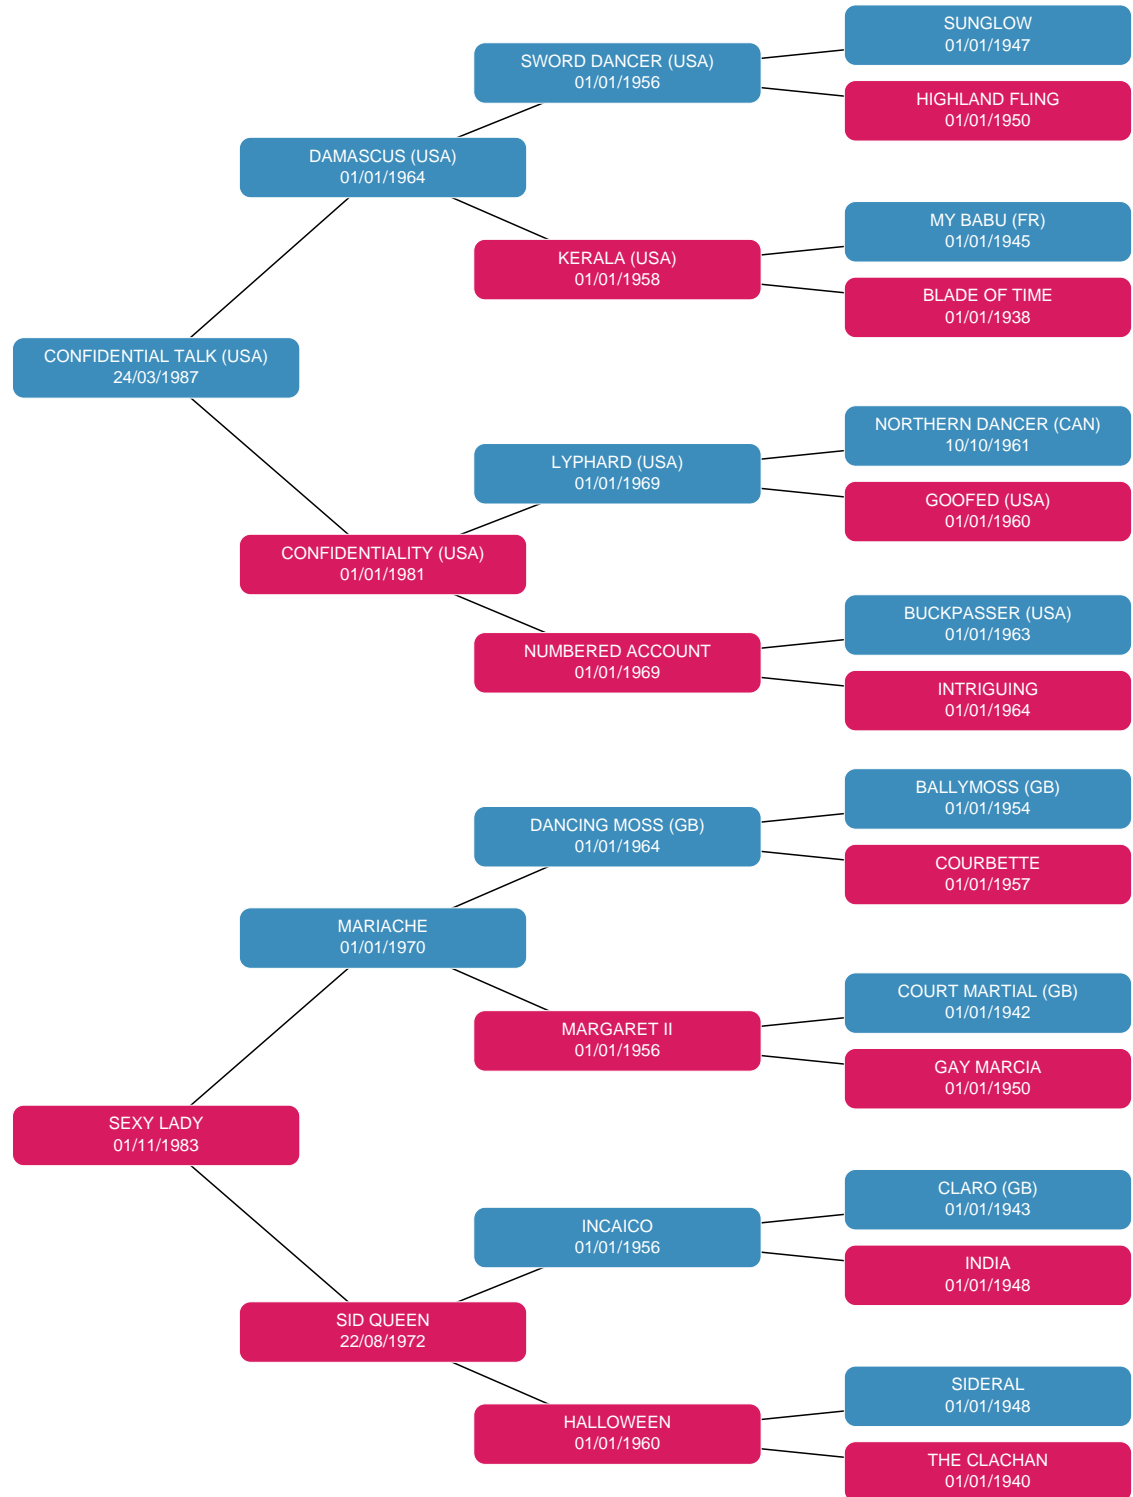 SUNGLOW
01/01/1947
SWORD DANCER (USA)
01/01/1956
HIGHLAND FLING
01/01/1950
DAMASCUS (USA)
01/01/1964
MY BABU (FR)
01/01/1945
KERALA (USA)
01/01/1958
BLADE OF TIME
01/01/1938
CONFIDENTIAL TALK (USA)
24/03/1987
NORTHERN DANCER (CAN)
10/10/1961
LYPHARD (USA)
01/01/1969
GOOFED (USA)
01/01/1960
CONFIDENTIALITY (USA)
01/01/1981
BUCKPASSER (USA)
01/01/1963
NUMBERED ACCOUNT
01/01/1969
INTRIGUING
01/01/1964
BALLYMOSS (GB)
01/01/1954
DANCING MOSS (GB)
01/01/1964
COURBETTE
01/01/1957
MARIACHE
01/01/1970
COURT MARTIAL (GB)
01/01/1942
MARGARET II
01/01/1956
GAY MARCIA
01/01/1950
SEXY LADY
01/11/1983
CLARO (GB)
01/01/1943
INCAICO
01/01/1956
INDIA
01/01/1948
SID QUEEN
22/08/1972
SIDERAL
01/01/1948
HALLOWEEN
01/01/1960
THE CLACHAN
01/01/1940